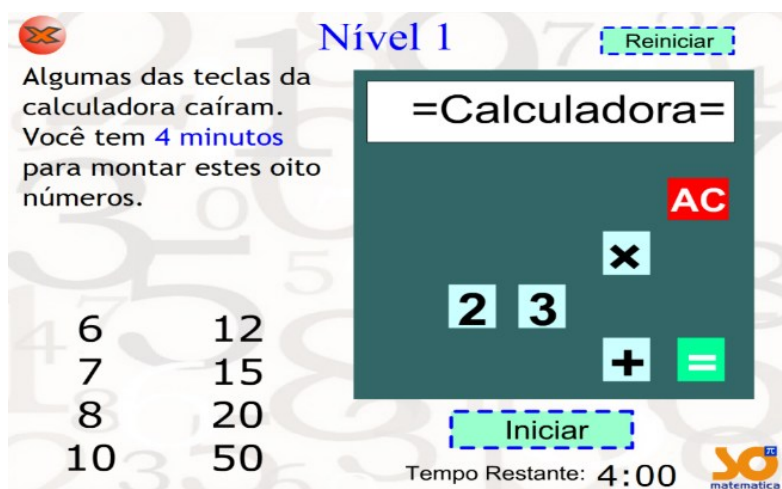 Nível 1
Reiniciar
Algumas das teclas da
calculadora caíram.
Você tem 4 minutos
para montar estes oito
números.
=Calculadora=
AC
×
2 3
+ =
6 12
7 15
8 20
10 50
Iniciar
Tempo Restante: 4:00
SÓ π
matematica